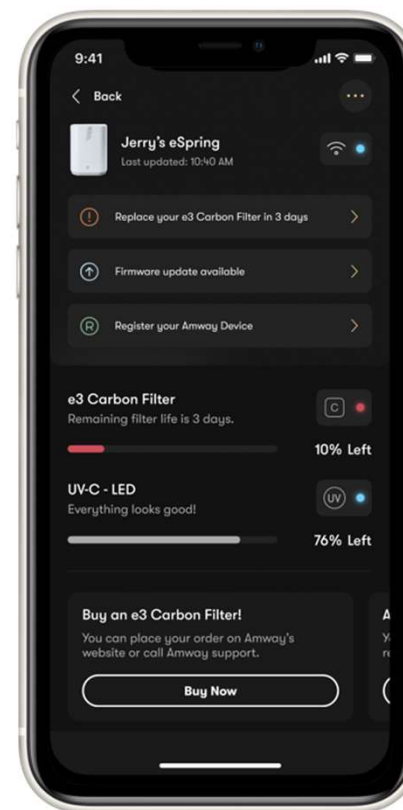 9:41
Back
Jerry's eSpring
Last updated: 10:40 AM
Replace your e3 Carbon Filter in 3 days
Firmware update available
R
Register your Amway Device
e3 Carbon Filter
Remaining filter life is 3 days.
C
10% Left
UV-C - LED
Everything looks good!
UV
76% Left
Buy an e3 Carbon Filter!
You can place your order on Amway's
website or call Amway support.
Buy Now